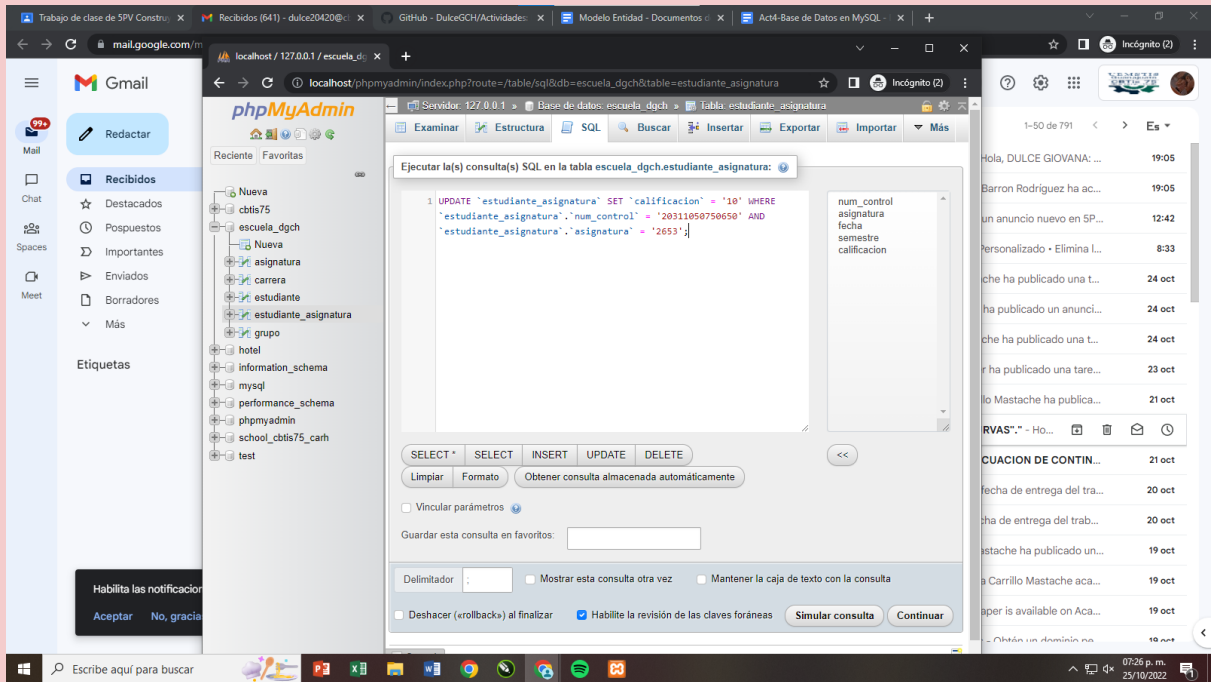 Trabajo de clase de 5PV Construy
Recibidos (641) - dulce20420@c
GitHub - DulceGCH/Actividades:
Modelo Entidad - Documentos d
Act4-Base de Datos en MySQL -
mail.google.com/m
Incógnito (2)
localhost / 127.0.0.1 / escuela_dg
localhost/phpmyadmin/index.php?route=/table/sql&db=escuela_dgch&table=estudiante_asignatura
Incógnito (2)
Gmail
99+
Mail
Chat
Spaces
Meet
Redactar
Recibidos
Destacados
Pospuestos
Importantes
Enviados
Borradores
Más
Etiquetas
Habilita las notificacion
Aceptar No, gracia
phpMyAdmin
Reciente Favoritas
Nueva
cbtis75
escuela_dgch
Nueva
asignatura
carrera
estudiante
estudiante_asignatura
grupo
hotel
information_schema
mysql
performance_schema
phpmyadmin
school_cbtis75_carh
test
Servidor: 127.0.0.1 » Base de datos: escuela_dgch » Tabla: estudiante_asignatura
Examinar Estructura SQL Buscar Insertar Exportar Importar Más
Ejecutar la(s) consulta(s) SQL en la tabla escuela_dgch.estudiante_asignatura:
1 UPDATE `estudiante_asignatura` SET `calificacion` = '10' WHERE
`estudiante_asignatura`.`num_control` = '20311050750650' AND
`estudiante_asignatura`.`asignatura` = '2653';
num_control
asignatura
fecha
semestre
calificacion
SELECT * SELECT INSERT UPDATE DELETE <<
Limpiar Formato Obtener consulta almacenada automáticamente
Vincular parámetros
Guardar esta consulta en favoritos:
Delimitador ; Mostrar esta consulta otra vez Mantener la caja de texto con la consulta
Deshacer («rollback») al finalizar Habilite la revisión de las claves foráneas Simular consulta Continuar
1–50 de 791 Es
Hola, DULCE GIOVANA: ... 19:05
Barron Rodríguez ha ac... 19:05
un anuncio nuevo en 5P... 12:42
Personalizado • Elimina l... 8:33
che ha publicado una t... 24 oct
ha publicado un anunci... 24 oct
che ha publicado una t... 24 oct
r ha publicado una tare... 23 oct
lo Mastache ha publica... 21 oct
RVAS"." - Ho...
CUACION DE CONTIN... 21 oct
fecha de entrega del tra... 20 oct
cha de entrega del trab... 20 oct
astache ha publicado un... 19 oct
a Carrillo Mastache aca... 19 oct
aper is available on Aca... 19 oct
- Obtén un dominio pe... 19 oct
Escribe aquí para buscar
07:26 p. m.
25/10/2022